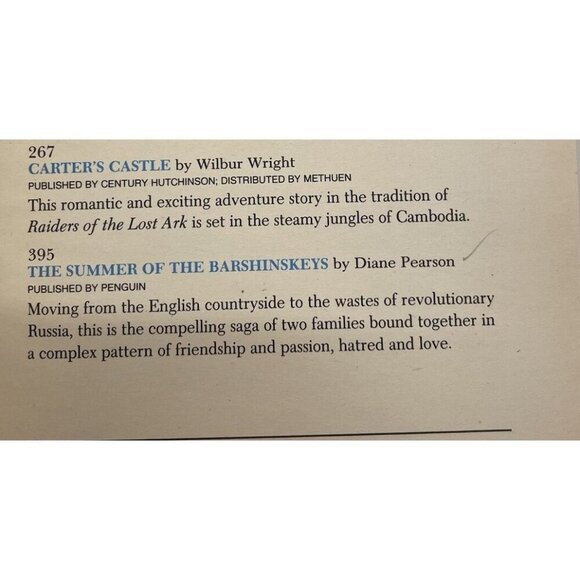 267
CARTER'S CASTLE by Wilbur Wright
PUBLISHED BY CENTURY HUTCHINSON; DISTRIBUTED BY METHUEN
This romantic and exciting adventure story in the tradition of
Raiders of the Lost Ark is set in the steamy jungles of Cambodia.
395
THE SUMMER OF THE BARSHINSKEYS by Diane Pearson
PUBLISHED BY PENGUIN
Moving from the English countryside to the wastes of revolutionary
Russia, this is the compelling saga of two families bound together in
a complex pattern of friendship and passion, hatred and love.